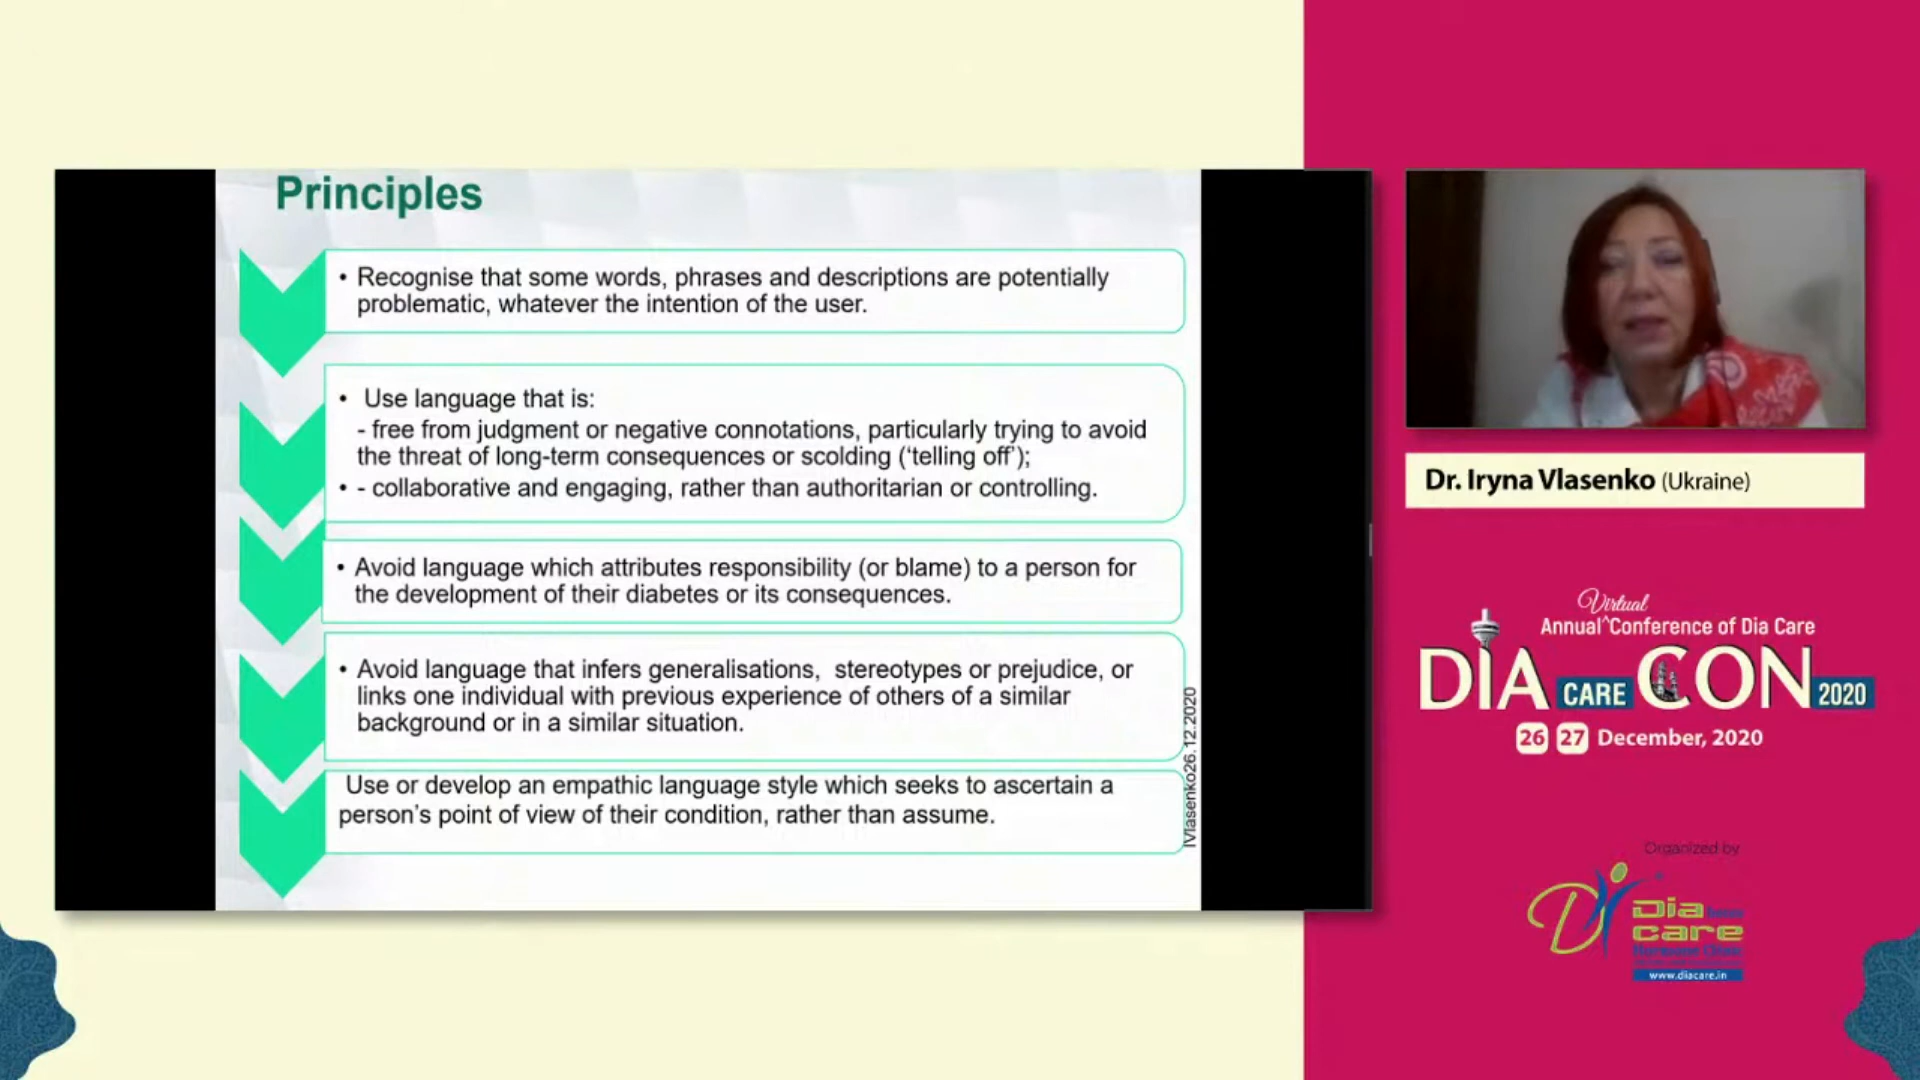 Principles
• Recognise that some words, phrases and descriptions are potentially
problematic, whatever the intention of the user.
• Use language that is:
- free from judgment or negative connotations, particularly trying to avoid
the threat of long-term consequences or scolding (‘telling off’);
• - collaborative and engaging, rather than authoritarian or controlling.
• Avoid language which attributes responsibility (or blame) to a person for
the development of their diabetes or its consequences.
• Avoid language that infers generalisations, stereotypes or prejudice, or
links one individual with previous experience of others of a similar
background or in a similar situation.
Use or develop an empathic language style which seeks to ascertain a
person’s point of view of their condition, rather than assume.
IVlasenko26.12.2020
Dr. Iryna Vlasenko (Ukraine)
Virtual
Annual ^Conference of Dia Care
DIA CARE CON 2020
26 27 December, 2020
Organized by
Dia
care
www.diacare.in